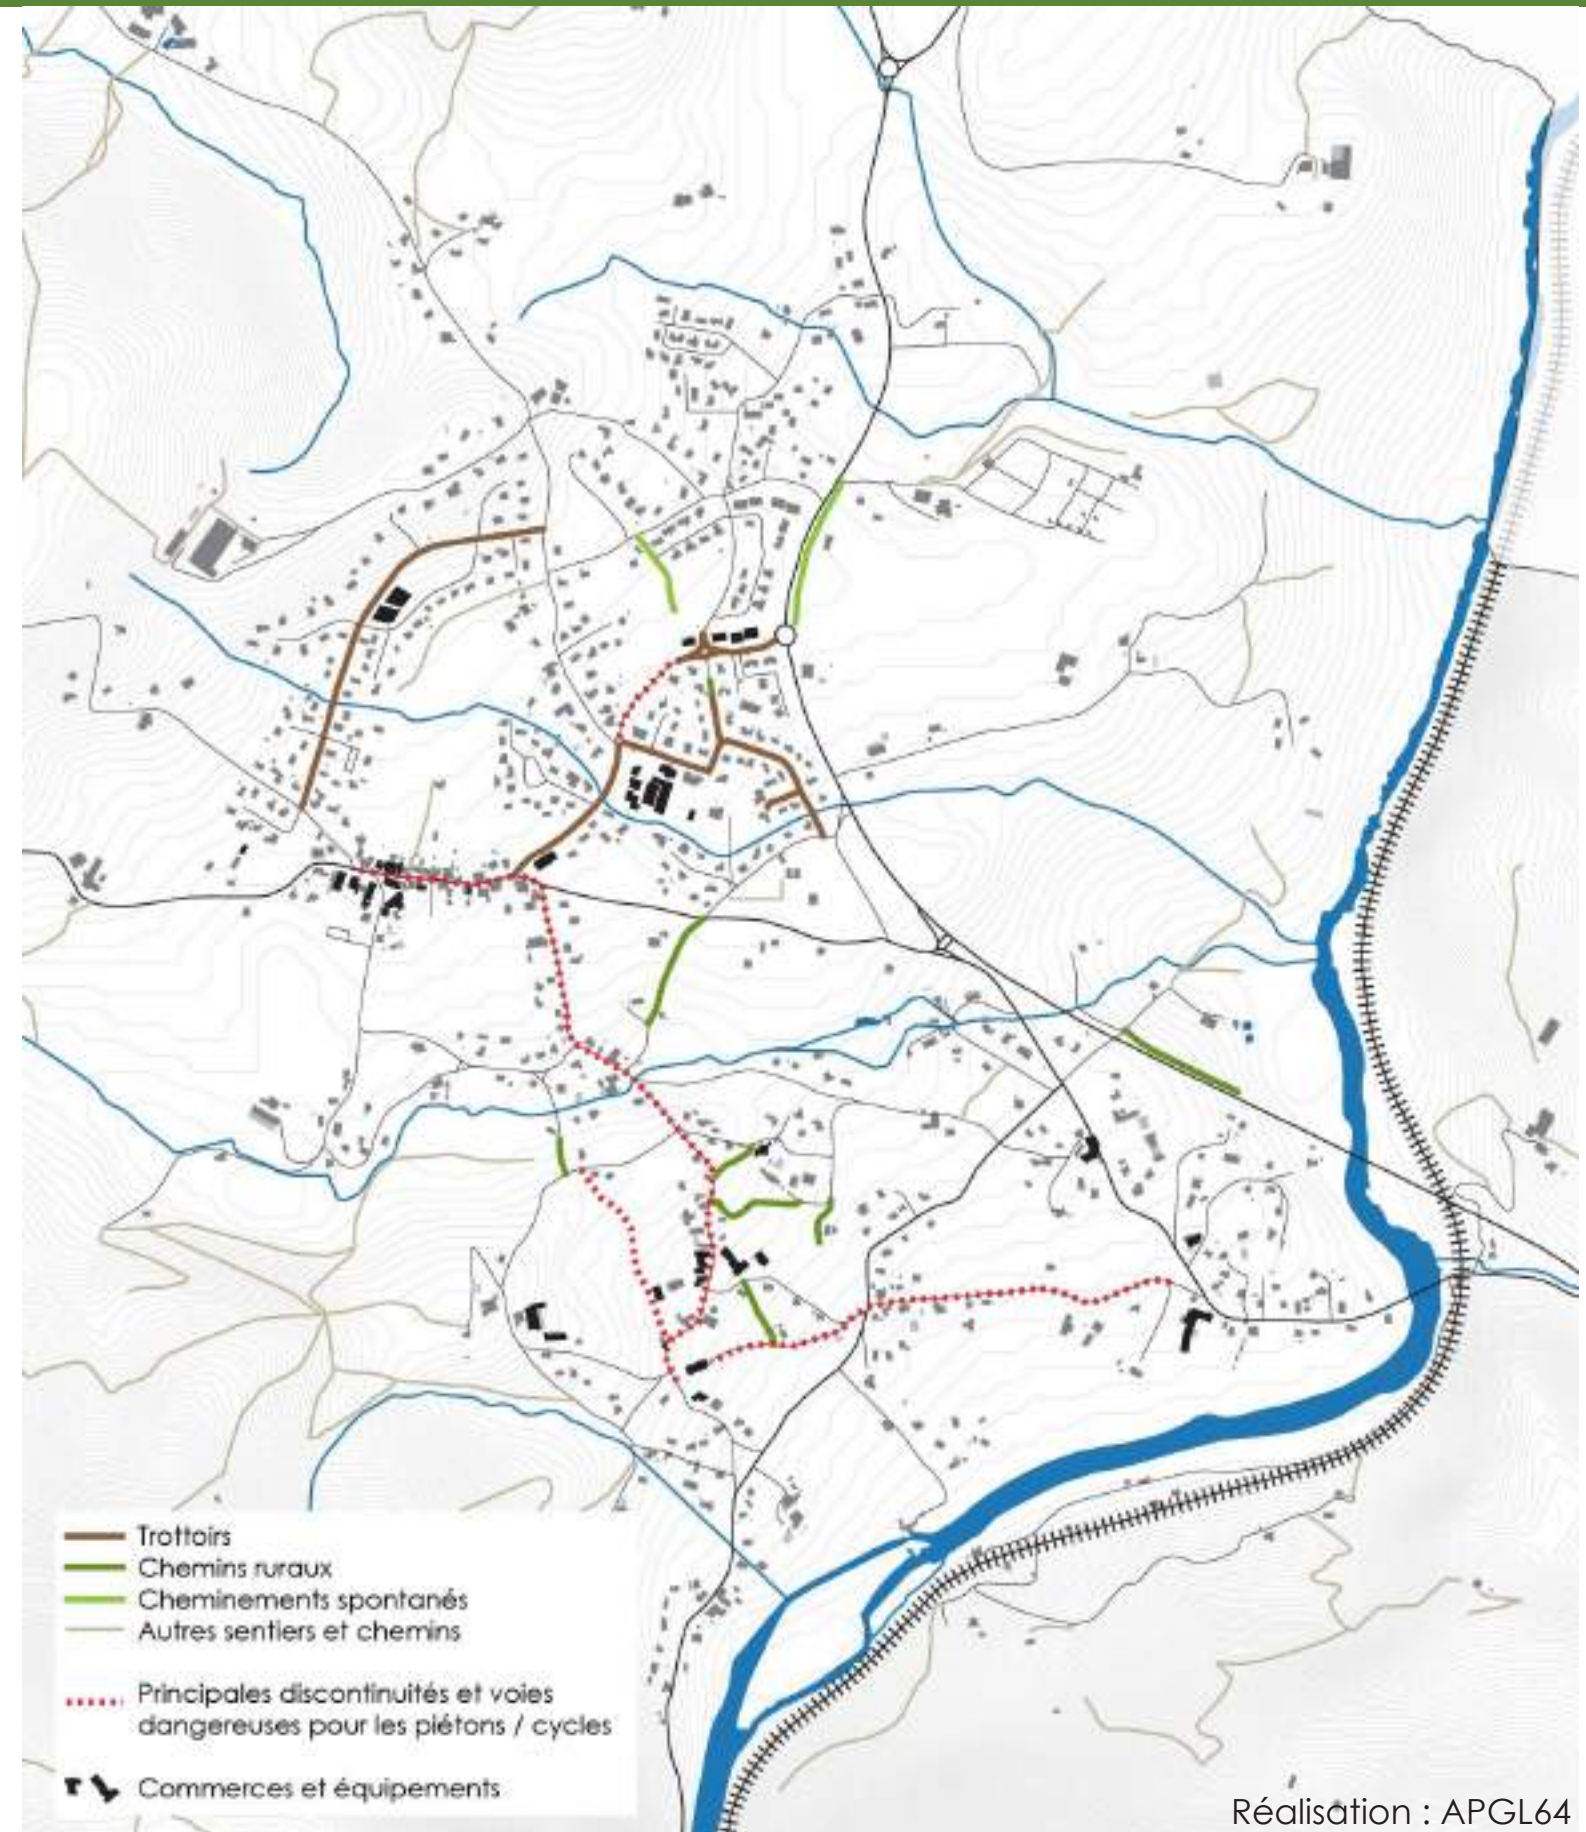 Trottoirs
Chemins ruraux
Cheminements spontanés
Autres sentiers et chemins
Principales discontinuités et voies
dangereuses pour les piétons / cycles
Commerces et équipements
Réalisation : APGL64